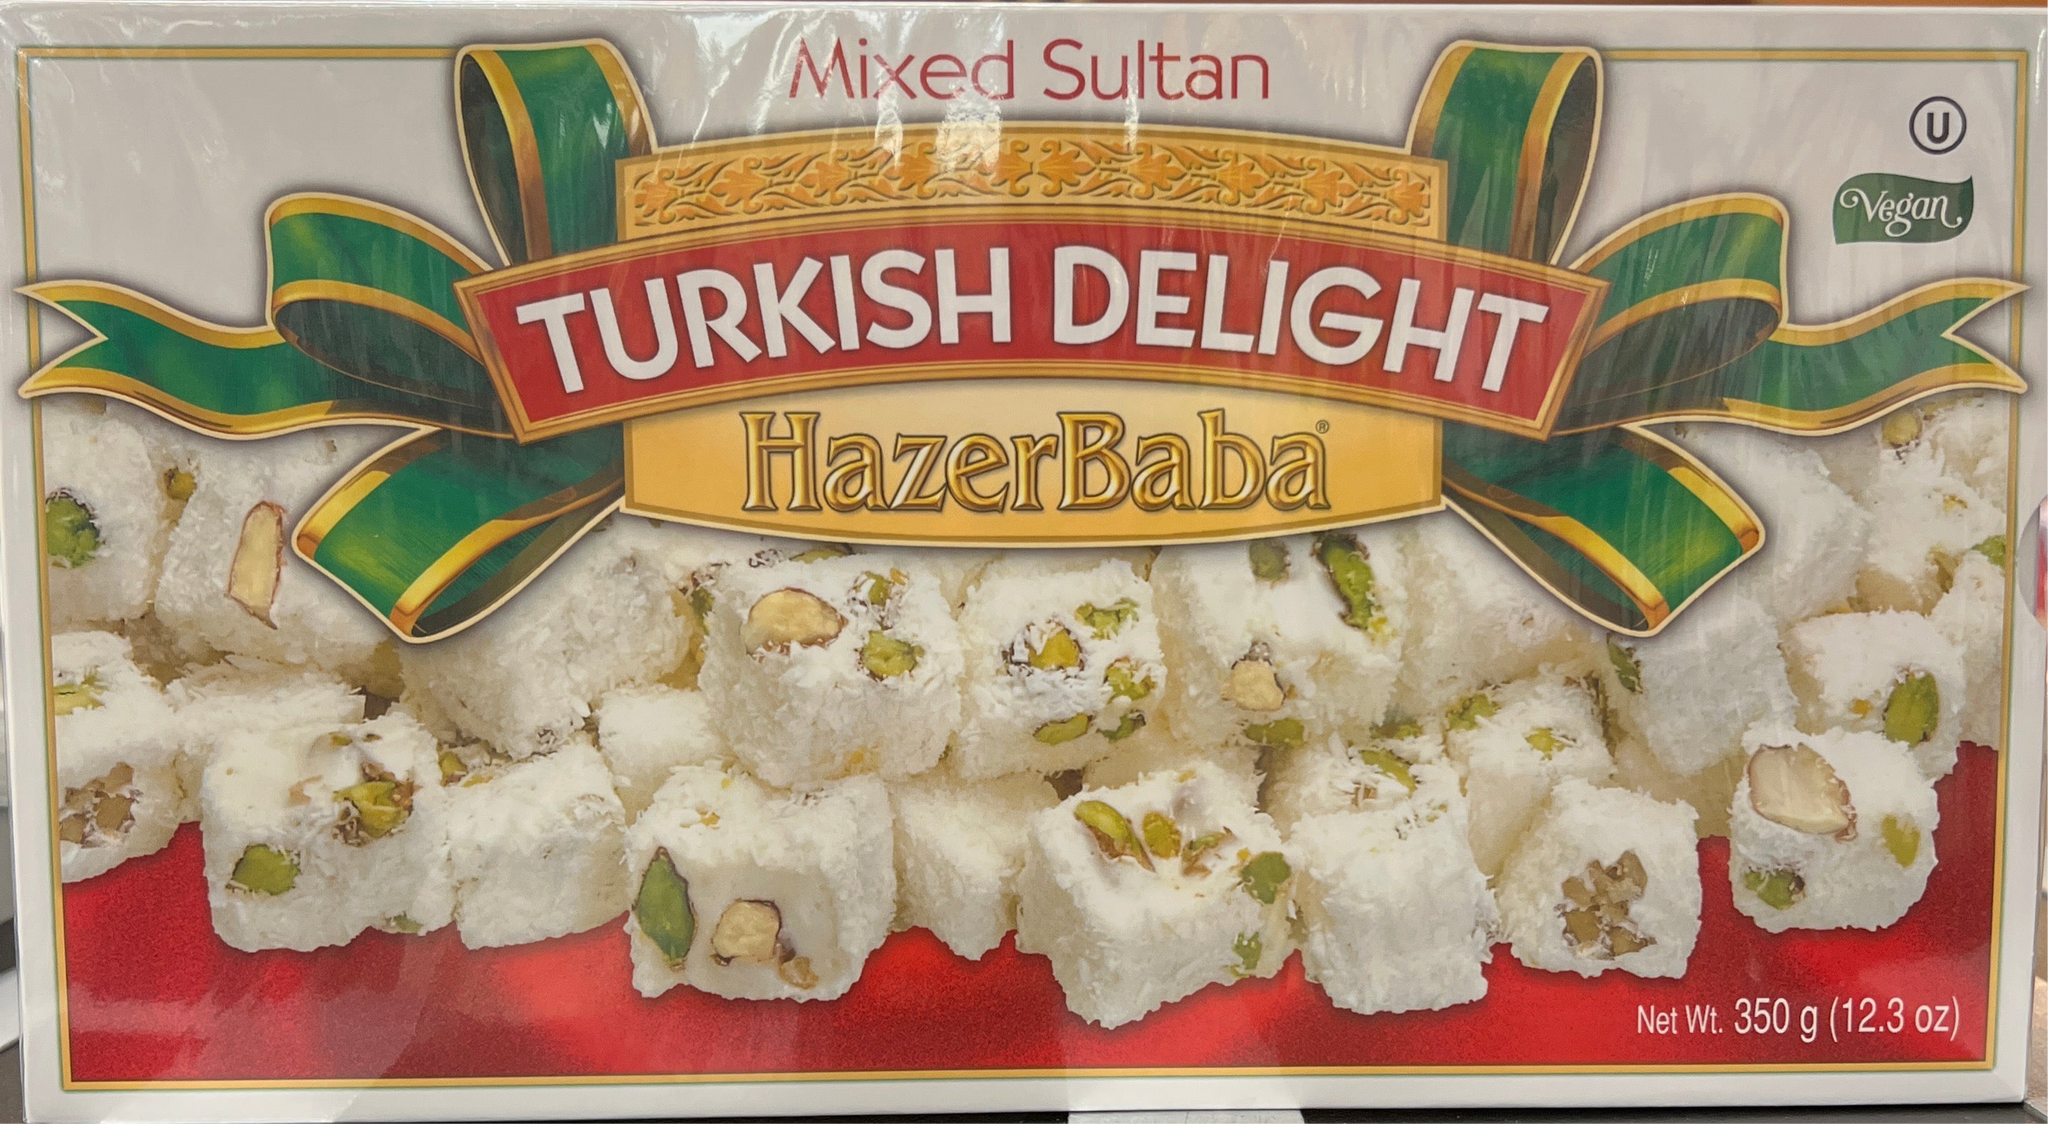 Mixed Sultan
U
Vegan
TURKISH DELIGHT
HazerBaba®
Net Wt. 350 g (12.3 oz)